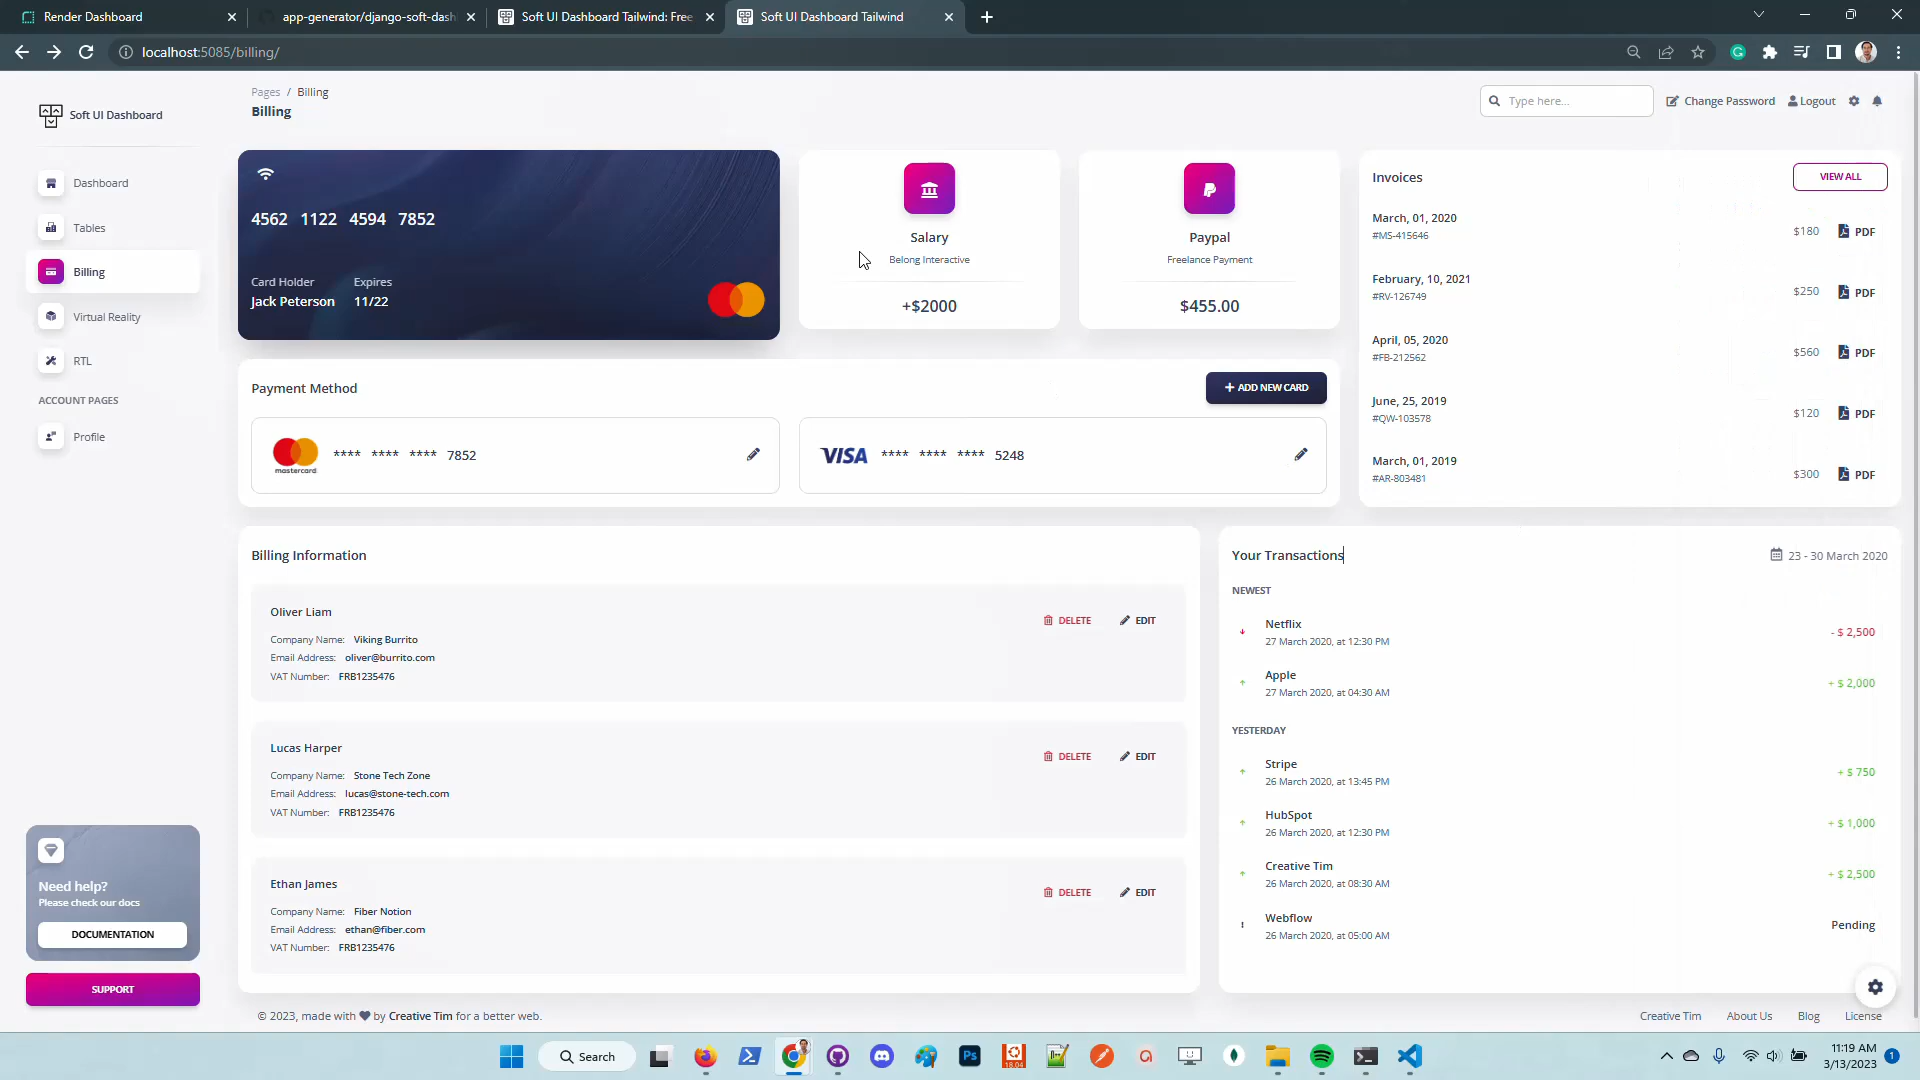 Render Dashboard
app-generator/django-soft-dash
Soft UI Dashboard Tailwind: Free
Soft UI Dashboard Tailwind
localhost:5085/billing/
Soft UI Dashboard
Dashboard
Tables
Billing
Virtual Reality
RTL
ACCOUNT PAGES
Profile
Need help?
Please check our docs
DOCUMENTATION
SUPPORT
Pages / Billing
Billing
Type here...
Change Password
Logout
4562 1122 4594 7852
Card Holder Expires
Jack Peterson 11/22
Salary
Belong Interactive
+$2000
Paypal
Freelance Payment
$455.00
Invoices
VIEW ALL
March, 01, 2020
#MS-415646
$180 PDF
February, 10, 2021
#RV-126749
$250 PDF
April, 05, 2020
#FB-212562
$560 PDF
June, 25, 2019
#QW-103578
$120 PDF
March, 01, 2019
#AR-803481
$300 PDF
Payment Method
+ ADD NEW CARD
mastercard
**** **** **** 7852
VISA
**** **** **** 5248
Billing Information
Oliver Liam
Company Name: Viking Burrito
Email Address: oliver@burrito.com
VAT Number: FRB1235476
DELETE EDIT
Lucas Harper
Company Name: Stone Tech Zone
Email Address: lucas@stone-tech.com
VAT Number: FRB1235476
DELETE EDIT
Ethan James
Company Name: Fiber Notion
Email Address: ethan@fiber.com
VAT Number: FRB1235476
DELETE EDIT
Your Transactions
23 - 30 March 2020
NEWEST
Netflix
27 March 2020, at 12:30 PM
- $ 2,500
Apple
27 March 2020, at 04:30 AM
+ $ 2,000
YESTERDAY
Stripe
26 March 2020, at 13:45 PM
+ $ 750
HubSpot
26 March 2020, at 12:30 PM
+ $ 1,000
Creative Tim
26 March 2020, at 08:30 AM
+ $ 2,500
Webflow
26 March 2020, at 05:00 AM
Pending
© 2023, made with ♥ by Creative Tim for a better web.
Creative Tim
About Us
Blog
License
Search
Ps
18.04
11:19 AM
3/13/2023
1